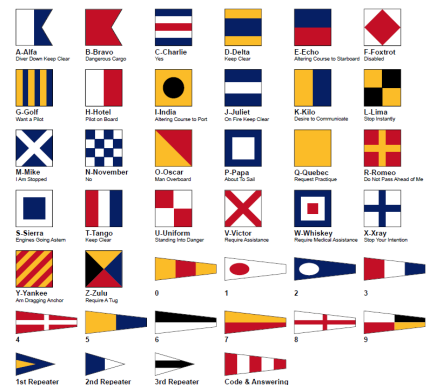 A-Alfa B-Bravo C-Charlie D-Delta E-Echo F-Foxtrot
Diver Down Keep Clear Dangerous Cargo Yes Keep Clear Altering Course to Starboard Disabled
G-Golf H-Hotel I-India J-Juliet K-Kilo L-Lima
Want a Pilot Pilot on Board Altering Course to Port On Fire Keep Clear Desire to Communicate Stop Instantly
M-Mike N-November O-Oscar P-Papa Q-Quebec R-Romeo
I Am Stopped No Man Overboard About To Sail Request Pratique Do Not Pass Ahead of Me
S-Sierra T-Tango U-Uniform V-Victor W-Whiskey X-Xray
Engines Going Astern Keep Clear Standing Into Danger Require Assistance Require Medical Assistance Stop Your Intention
Y-Yankee Z-Zulu 0 1 2 3
Am Dragging Anchor Require A Tug
4 5 6 7 8 9
1st Repeater 2nd Repeater 3rd Repeater Code & Answering